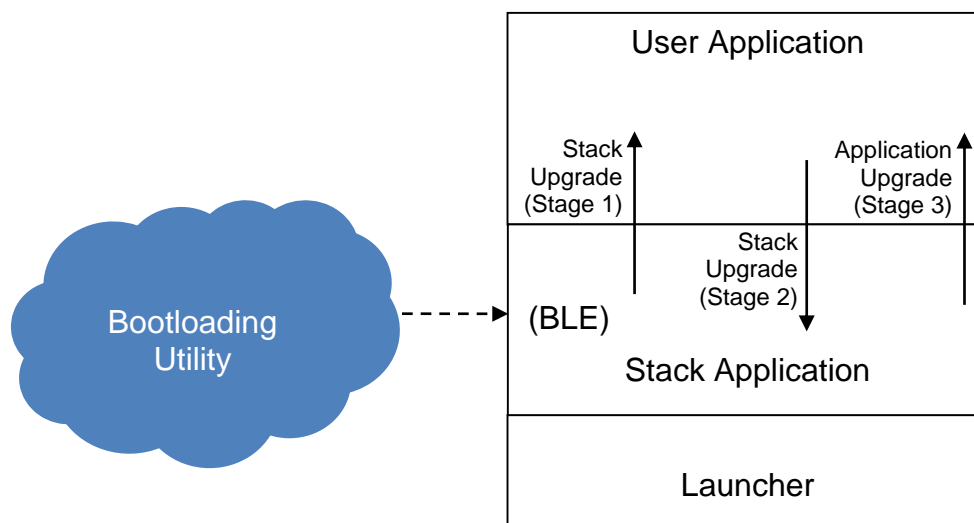 User Application
Stack
Upgrade
(Stage 1)
Application
Upgrade
(Stage 3)
Stack
Upgrade
(Stage 2)
Bootloading
Utility
(BLE)
Stack Application
Launcher